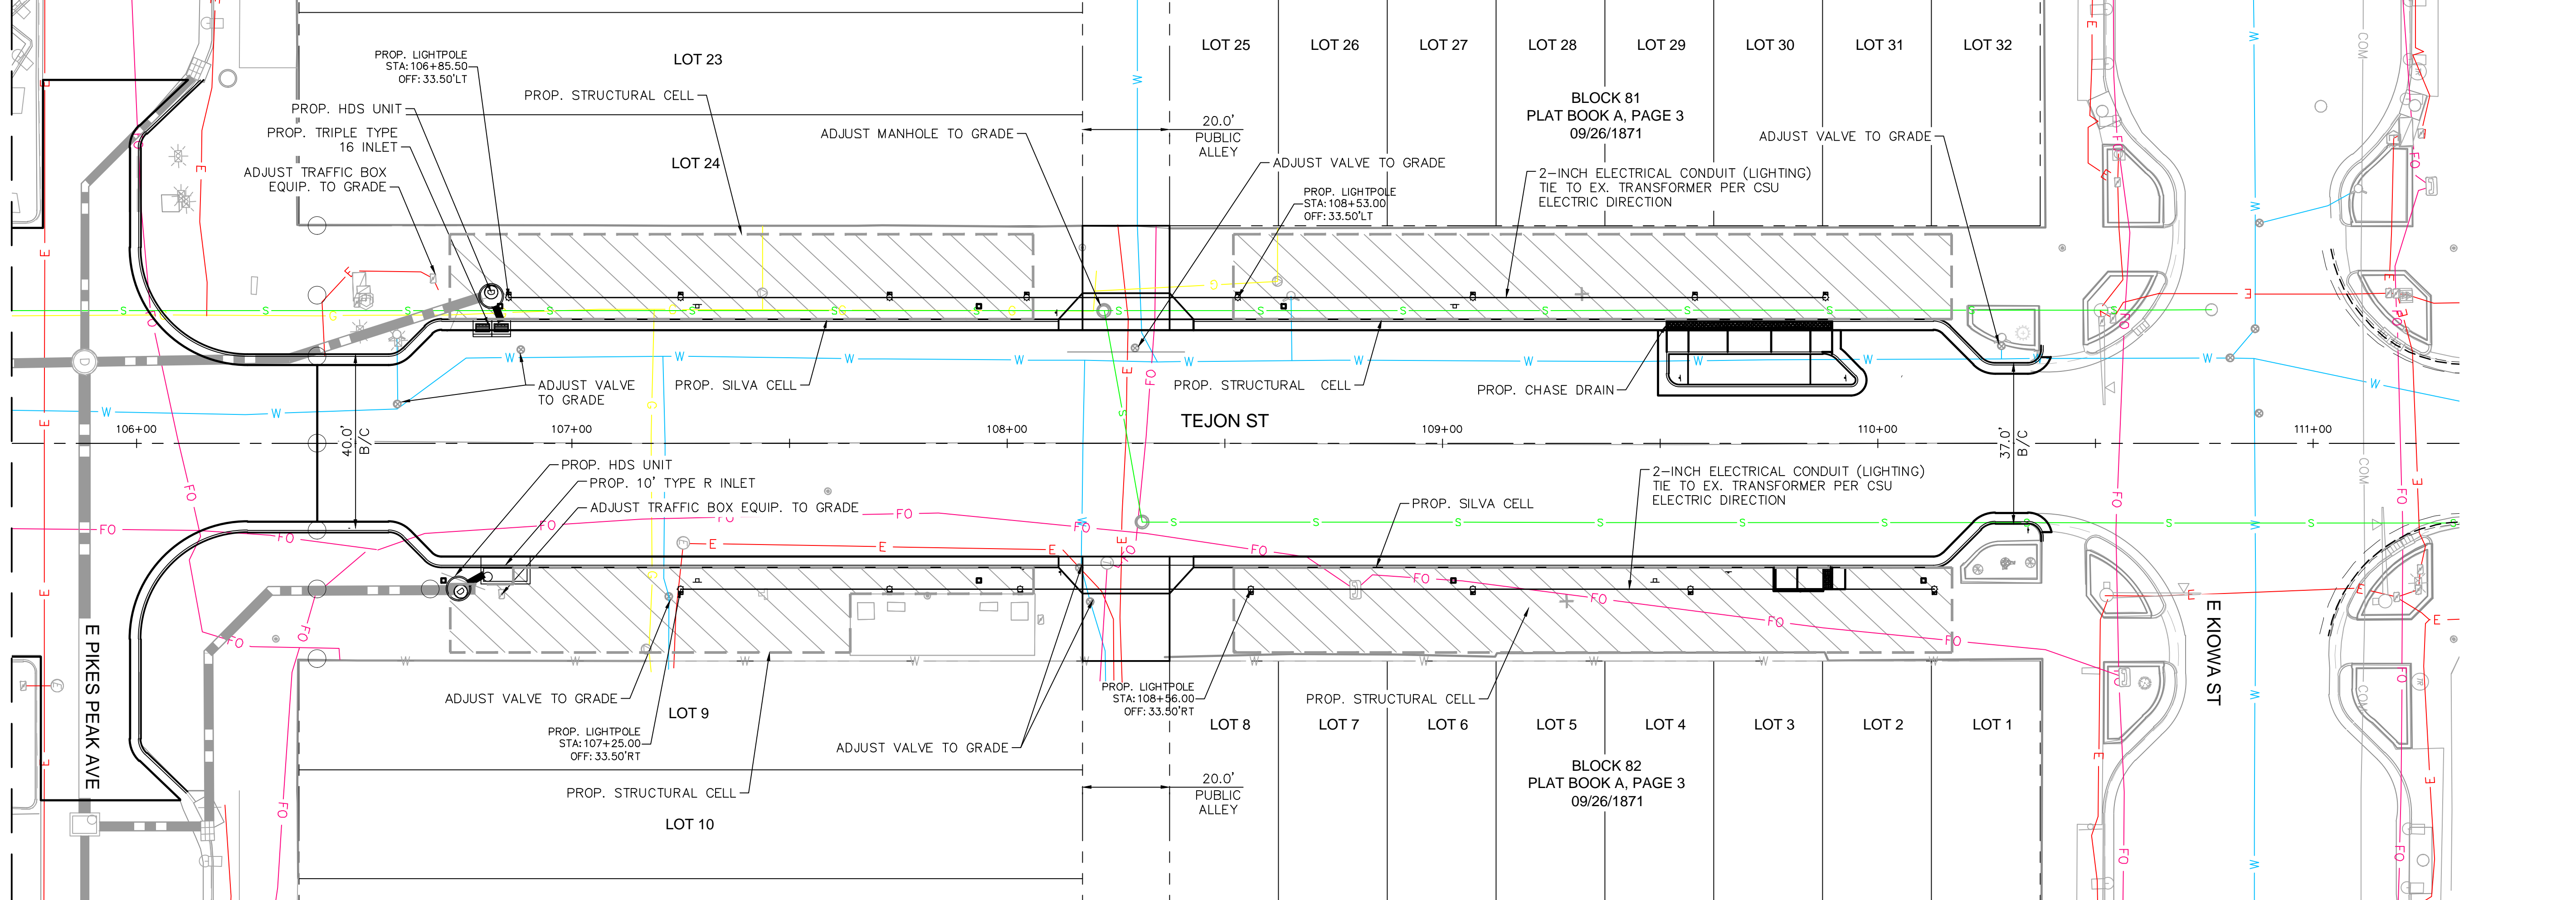 LOT 23
LOT 24
LOT 25
LOT 26
LOT 27
LOT 28
LOT 29
LOT 30
LOT 31
LOT 32
PROP. LIGHTPOLE
STA: 106+85.50
OFF: 33.50'LT
PROP. HDS UNIT
PROP. TRIPLE TYPE
16 INLET
ADJUST TRAFFIC BOX
EQUIP. TO GRADE
PROP. STRUCTURAL CELL
ADJUST MANHOLE TO GRADE
20.0'
PUBLIC
ALLEY
ADJUST VALVE TO GRADE
PROP. LIGHTPOLE
STA: 108+53.00
OFF: 33.50'LT
BLOCK 81
PLAT BOOK A, PAGE 3
09/26/1871
2-INCH ELECTRICAL CONDUIT (LIGHTING)
TIE TO EX. TRANSFORMER PER CSU
ELECTRIC DIRECTION
ADJUST VALVE TO GRADE
COM
ADJUST VALVE
TO GRADE
PROP. SILVA CELL
PROP. STRUCTURAL CELL
PROP. CHASE DRAIN
TEJON ST
106+00
107+00
108+00
109+00
110+00
111+00
40.0'
B/C
37.0'
B/C
PROP. HDS UNIT
PROP. 10' TYPE R INLET
ADJUST TRAFFIC BOX EQUIP. TO GRADE
PROP. SILVA CELL
2-INCH ELECTRICAL CONDUIT (LIGHTING)
TIE TO EX. TRANSFORMER PER CSU
ELECTRIC DIRECTION
COM
E PIKES PEAK AVE
E KIOWA ST
ADJUST VALVE TO GRADE
LOT 9
PROP. LIGHTPOLE
STA: 107+25.00
OFF: 33.50'RT
ADJUST VALVE TO GRADE
PROP. STRUCTURAL CELL
LOT 10
PROP. LIGHTPOLE
STA: 108+56.00
OFF: 33.50'RT
PROP. STRUCTURAL CELL
LOT 8
LOT 7
LOT 6
LOT 5
LOT 4
LOT 3
LOT 2
LOT 1
20.0'
PUBLIC
ALLEY
BLOCK 82
PLAT BOOK A, PAGE 3
09/26/1871
COM